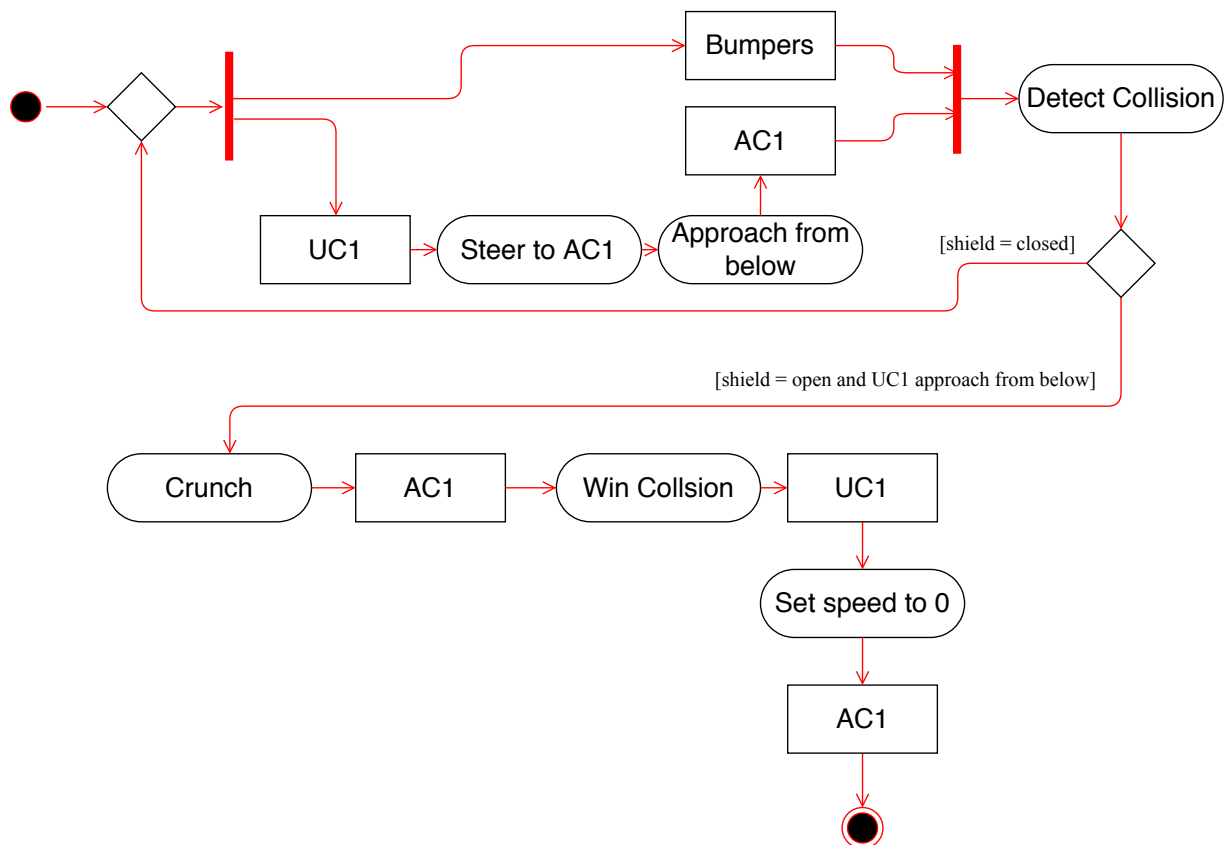 Bumpers
Detect Collision
AC1
UC1
Steer to AC1
Approach from
below
[shield = closed]
[shield = open and UC1 approach from below]
Crunch
AC1
Win Collsion
UC1
Set speed to 0
AC1